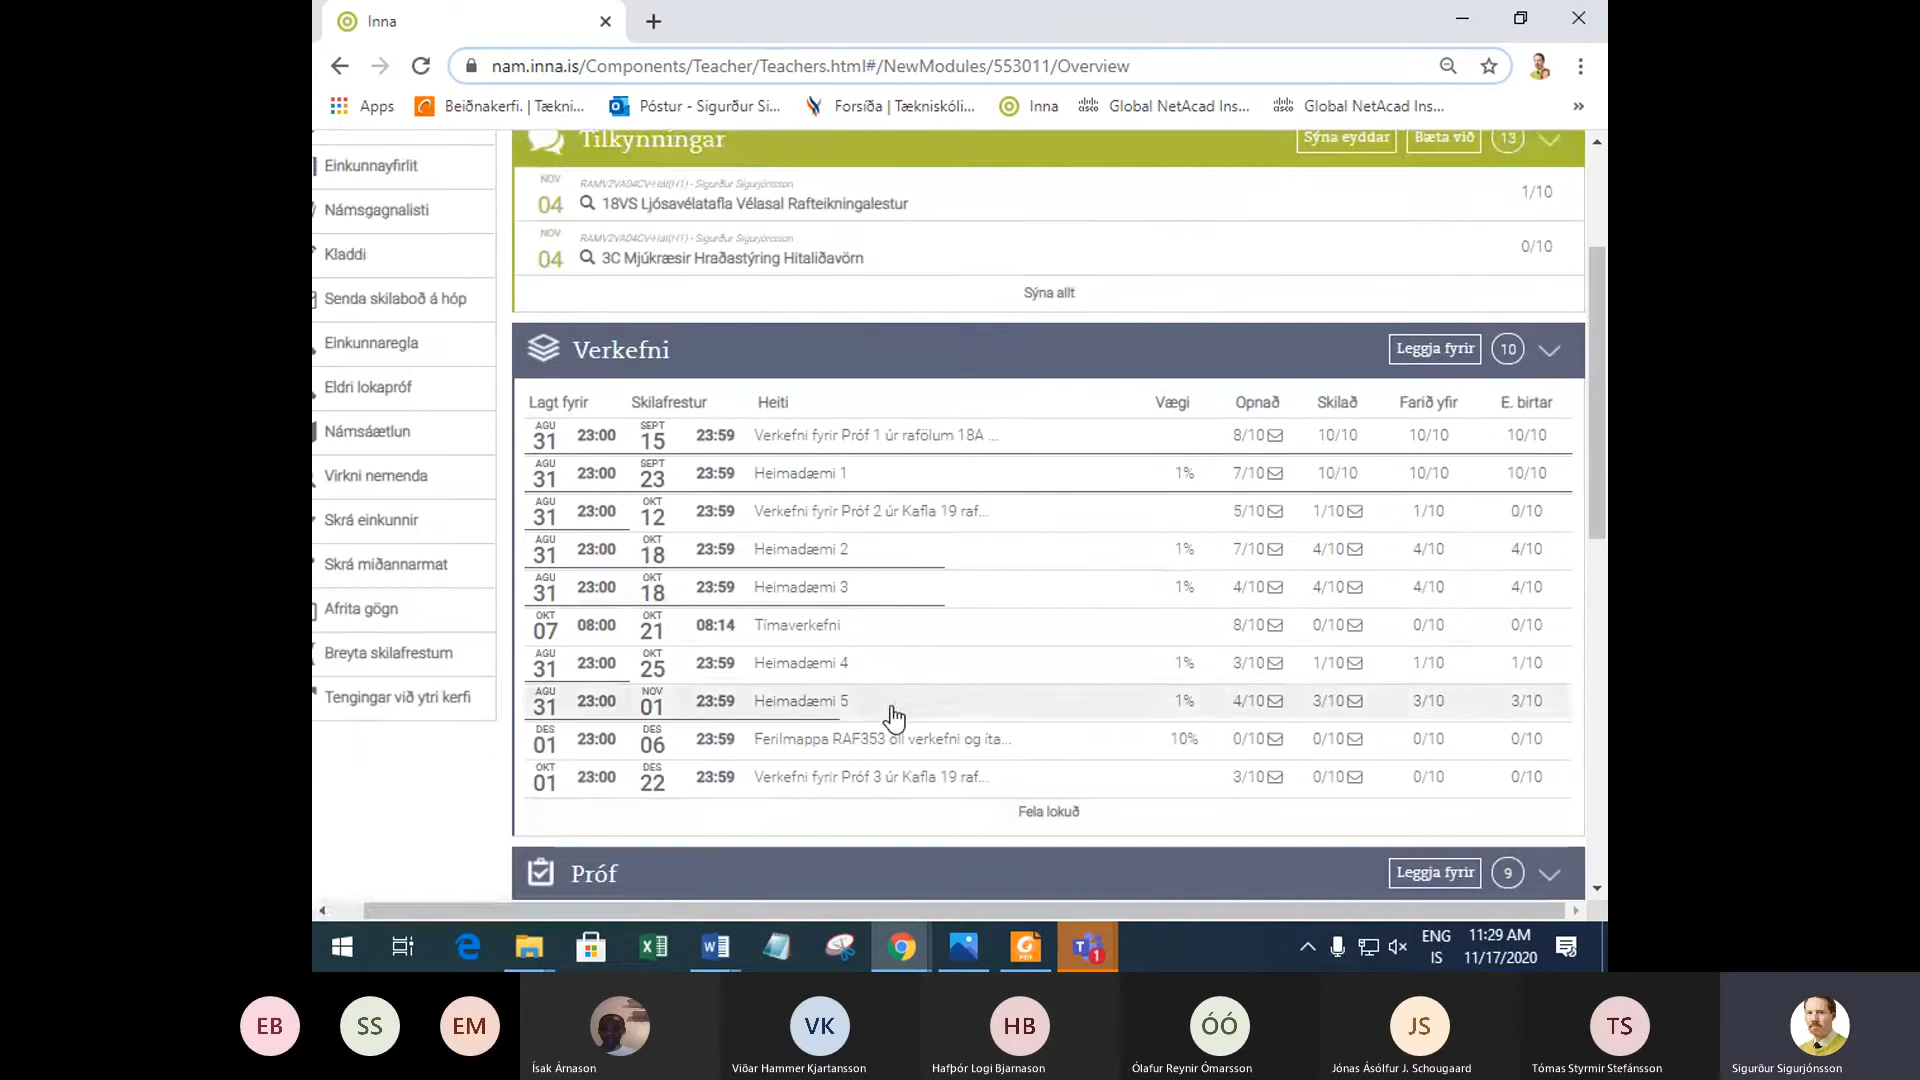 Inna
nam.inna.is/Components/Teacher/Teachers.html#/NewModules/553011/Overview
Apps Beiðnakerfi. | Tækni... Póstur - Sigurður Si... Forsíða | Tækniskóli... Inna Global NetAcad Ins... Global NetAcad Ins... »
Einkunnayfirlit
Námsgagnalisti
Kladdi
Senda skilaboð á hóp
Einkunnaregla
Eldri lokapróf
Námsáætlun
Virkni nemenda
Skrá einkunnir
Skrá miðannarmat
Afrita gögn
Breyta skilafrestum
Tengingar við ytri kerfi
Tilkynningar Sýna eyddar Bæta við 13
NOV 04 Sigurður Sigurjónsson
18VS Ljósavélatafla Vélasal Rafteikningalestur 1/10
NOV 04 Sigurður Sigurjónsson
3C Mjúkræsir Hraðastýring Hitaliðavörn 0/10
Sýna allt
Verkefni Leggja fyrir 10
Lagt fyrir Skilafrestur Heiti Vægi Opnað Skilað Farið yfir E. birtar
AGU 31 23:00 SEPT 15 23:59 Verkefni fyrir Próf 1 úr rafölum 18A ... 8/10 10/10 10/10 10/10
AGU 31 23:00 SEPT 23 23:59 Heimadæmi 1 1% 7/10 10/10 10/10 10/10
AGU 31 23:00 OKT 12 23:59 Verkefni fyrir Próf 2 úr Kafla 19 raf... 5/10 1/10 1/10 0/10
AGU 31 23:00 OKT 18 23:59 Heimadæmi 2 1% 7/10 4/10 4/10 4/10
AGU 31 23:00 OKT 18 23:59 Heimadæmi 3 1% 4/10 4/10 4/10 4/10
OKT 07 08:00 OKT 21 08:14 Tímaverkefni 8/10 0/10 0/10 0/10
AGU 31 23:00 OKT 25 23:59 Heimadæmi 4 1% 3/10 1/10 1/10 1/10
AGU 31 23:00 NOV 01 23:59 Heimadæmi 5 1% 4/10 3/10 3/10 3/10
DES 01 23:00 DES 06 23:59 Ferilmappa RAF353 öll verkefni og íta... 10% 0/10 0/10 0/10 0/10
OKT 01 23:00 DES 22 23:59 Verkefni fyrir Próf 3 úr Kafla 19 raf... 3/10 0/10 0/10 0/10
Fela lokuð
Próf Leggja fyrir 9
ENG 11:29 AM
IS 11/17/2020
EB SS EM VK HB ÓÓ JS TS
Ísak Árnason Viðar Hammer Kjartansson Hafþór Logi Bjarnason Ólafur Reynir Ómarsson Jónas Ásólfur J. Schougaard Tómas Styrmir Stefánsson Sigurður Sigurjónsson